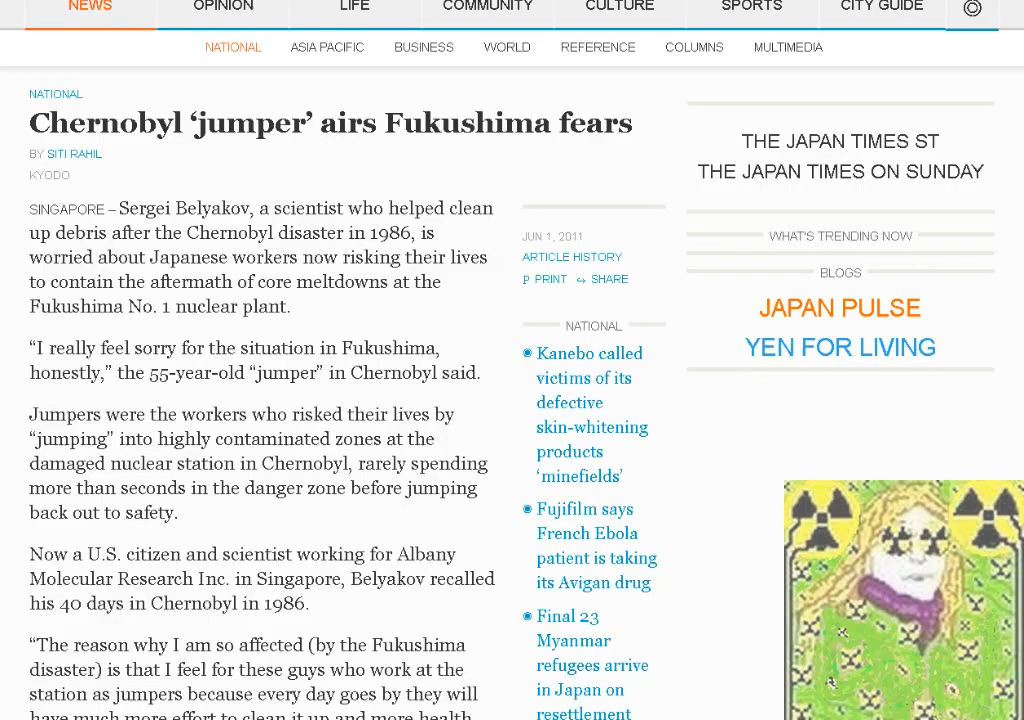 NEWS
OPINION
LIFE
COMMUNITY
CULTURE
SPORTS
CITY GUIDE
NATIONAL
ASIA PACIFIC
BUSINESS
WORLD
REFERENCE
COLUMNS
MULTIMEDIA
NATIONAL
Chernobyl ‘jumper’ airs Fukushima fears
BY SITI RAHIL
KYODO
SINGAPORE – Sergei Belyakov, a scientist who helped clean
up debris after the Chernobyl disaster in 1986, is
worried about Japanese workers now risking their lives
to contain the aftermath of core meltdowns at the
Fukushima No. 1 nuclear plant.
“I really feel sorry for the situation in Fukushima,
honestly,” the 55-year-old “jumper” in Chernobyl said.
Jumpers were the workers who risked their lives by
“jumping” into highly contaminated zones at the
damaged nuclear station in Chernobyl, rarely spending
more than seconds in the danger zone before jumping
back out to safety.
Now a U.S. citizen and scientist working for Albany
Molecular Research Inc. in Singapore, Belyakov recalled
his 40 days in Chernobyl in 1986.
“The reason why I am so affected (by the Fukushima
disaster) is that I feel for these guys who work at the
station as jumpers because every day goes by they will
have much more effort to clean it up and more health
JUN 1, 2011
ARTICLE HISTORY
P PRINT SHARE
NATIONAL
Kanebo called
victims of its
defective
skin-whitening
products
‘minefields’
Fujifilm says
French Ebola
patient is taking
its Avigan drug
Final 23
Myanmar
refugees arrive
in Japan on
resettlement
THE JAPAN TIMES ST
THE JAPAN TIMES ON SUNDAY
WHAT'S TRENDING NOW
BLOGS
JAPAN PULSE
YEN FOR LIVING